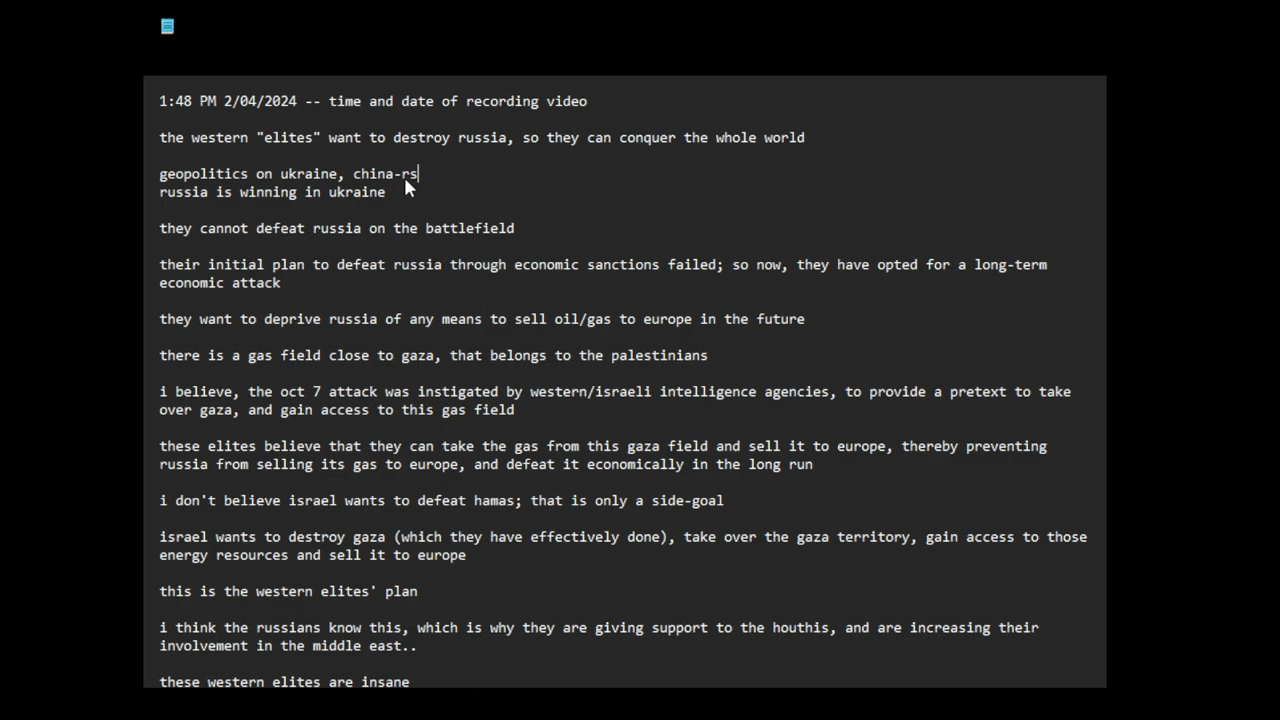 1:48 PM 2/04/2024 -- time and date of recording video
the western "elites" want to destroy russia, so they can conquer the whole world
geopolitics on ukraine, china-rs
russia is winning in ukraine
they cannot defeat russia on the battlefield
their initial plan to defeat russia through economic sanctions failed; so now, they have opted for a long-term
economic attack
they want to deprive russia of any means to sell oil/gas to europe in the future
there is a gas field close to gaza, that belongs to the palestinians
i believe, the oct 7 attack was instigated by western/israeli intelligence agencies, to provide a pretext to take
over gaza, and gain access to this gas field
these elites believe that they can take the gas from this gaza field and sell it to europe, thereby preventing
russia from selling its gas to europe, and defeat it economically in the long run
i don't believe israel wants to defeat hamas; that is only a side-goal
israel wants to destroy gaza (which they have effectively done), take over the gaza territory, gain access to those
energy resources and sell it to europe
this is the western elites' plan
i think the russians know this, which is why they are giving support to the houthis, and are increasing their
involvement in the middle east..
these western elites are insane